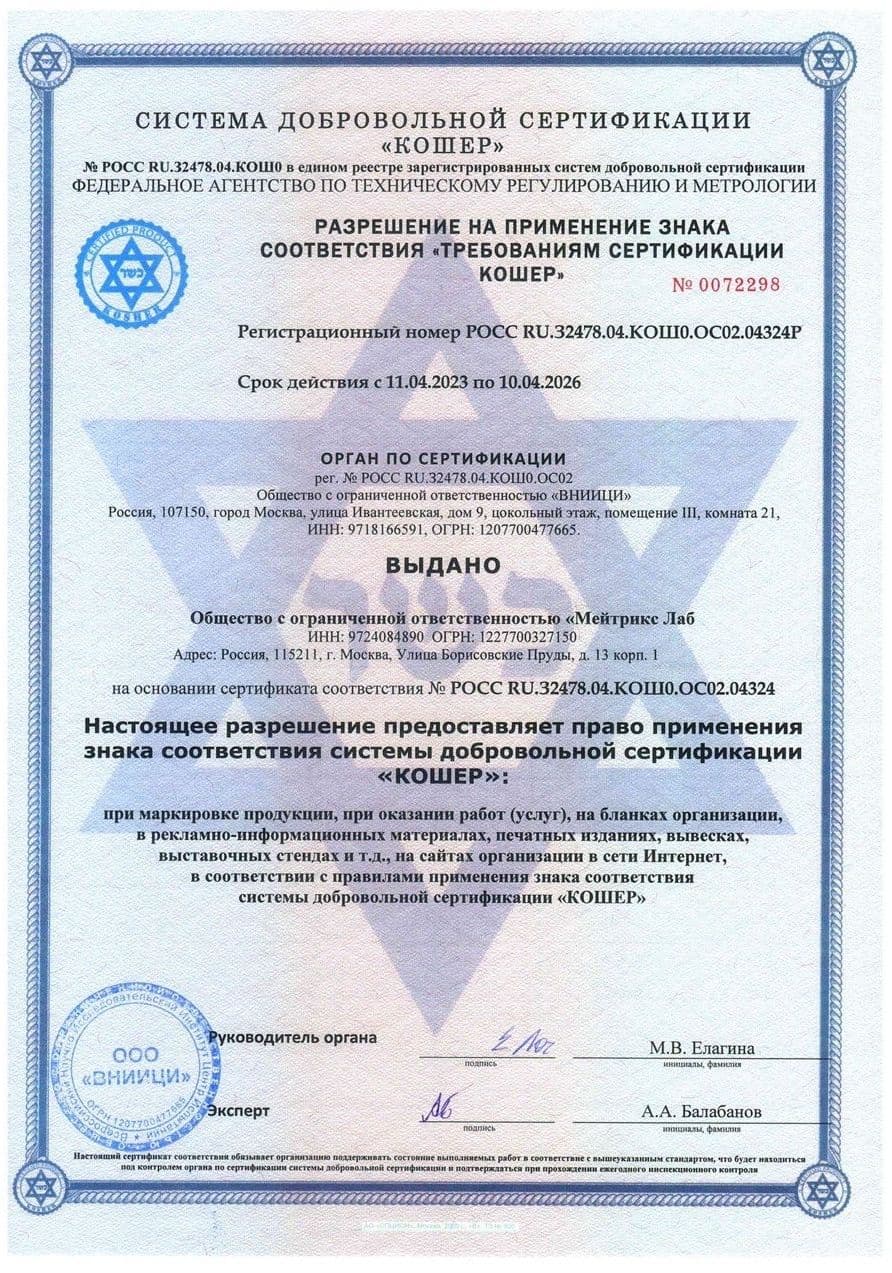 СИСТЕМА ДОБРОВОЛЬНОЙ СЕРТИФИКАЦИИ
«КОШЕР»
№ РОСС RU.32478.04.КОШ0 в едином реестре зарегистрированных систем добровольной сертификации
ФЕДЕРАЛЬНОЕ АГЕНТСТВО ПО ТЕХНИЧЕСКОМУ РЕГУЛИРОВАНИЮ И МЕТРОЛОГИИ
CERTIFIED PRODUCT
כשר
KOSHER
РАЗРЕШЕНИЕ НА ПРИМЕНЕНИЕ ЗНАКА
СООТВЕТСТВИЯ «ТРЕБОВАНИЯМ СЕРТИФИКАЦИИ
КОШЕР»
№ 0072298
Регистрационный номер РОСС RU.32478.04.КОШ0.ОС02.04324Р
Срок действия с 11.04.2023 по 10.04.2026
ОРГАН ПО СЕРТИФИКАЦИИ
рег. № РОСС RU.32478.04.КОШ0.ОС02
Общество с ограниченной ответственностью «ВНИИЦИ»
Россия, 107150, город Москва, улица Ивантеевская, дом 9, цокольный этаж, помещение III, комната 21,
ИНН: 9718166591, ОГРН: 1207700477665.
ВЫДАНО
כשר
Общество с ограниченной ответственностью «Мейтрикс Лаб
ИНН: 9724084890 ОГРН: 1227700327150
Адрес: Россия, 115211, г. Москва, Улица Борисовские Пруды, д. 13 корп. 1
на основании сертификата соответствия № РОСС RU.32478.04.КОШ0.ОС02.04324
Настоящее разрешение предоставляет право применения
знака соответствия системы добровольной сертификации
«КОШЕР»:
при маркировке продукции, при оказании работ (услуг), на бланках организации,
в рекламно-информационных материалах, печатных изданиях, вывесках,
выставочных стендах и т.д., на сайтах организации в сети Интернет,
в соответствии с правилами применения знака соответствия
системы добровольной сертификации «КОШЕР»
ООО
«ВНИИЦИ»
ОГРН 1207700477665
Руководитель органа
подпись
М.В. Елагина
инициалы, фамилия
Эксперт
подпись
А.А. Балабанов
инициалы, фамилия
Настоящий сертификат соответствия обязывает организацию поддерживать состояние выполняемых работ в соответствии с вышеуказанным стандартом, что будет находиться
под контролем органа по сертификации системы добровольной сертификации и подтверждаться при прохождении ежегодного инспекционного контроля